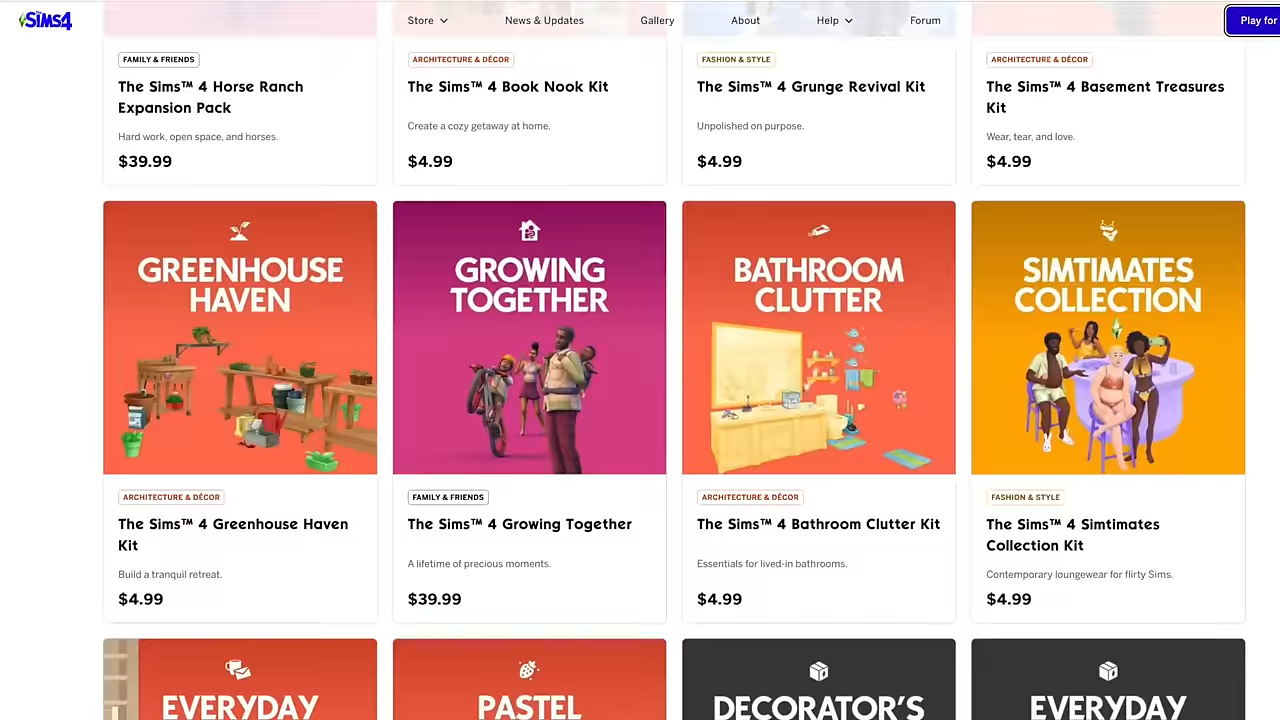 The Sims 4
Store
News & Updates
Gallery
About
Help
Forum
Play for
FAMILY & FRIENDS
The Sims™ 4 Horse Ranch
Expansion Pack
Hard work, open space, and horses.
$39.99
ARCHITECTURE & DÉCOR
The Sims™ 4 Book Nook Kit
Create a cozy getaway at home.
$4.99
FASHION & STYLE
The Sims™ 4 Grunge Revival Kit
Unpolished on purpose.
$4.99
ARCHITECTURE & DÉCOR
The Sims™ 4 Basement Treasures
Kit
Wear, tear, and love.
$4.99
GREENHOUSE
HAVEN
ARCHITECTURE & DÉCOR
The Sims™ 4 Greenhouse Haven
Kit
Build a tranquil retreat.
$4.99
GROWING
TOGETHER
FAMILY & FRIENDS
The Sims™ 4 Growing Together
A lifetime of precious moments.
$39.99
BATHROOM
CLUTTER
ARCHITECTURE & DÉCOR
The Sims™ 4 Bathroom Clutter Kit
Essentials for lived-in bathrooms.
$4.99
SIMTIMATES
COLLECTION
FASHION & STYLE
The Sims™ 4 Simtimates
Collection Kit
Contemporary loungewear for flirty Sims.
$4.99
EVERYDAY
PASTEL
DECORATOR'S
EVERYDAY